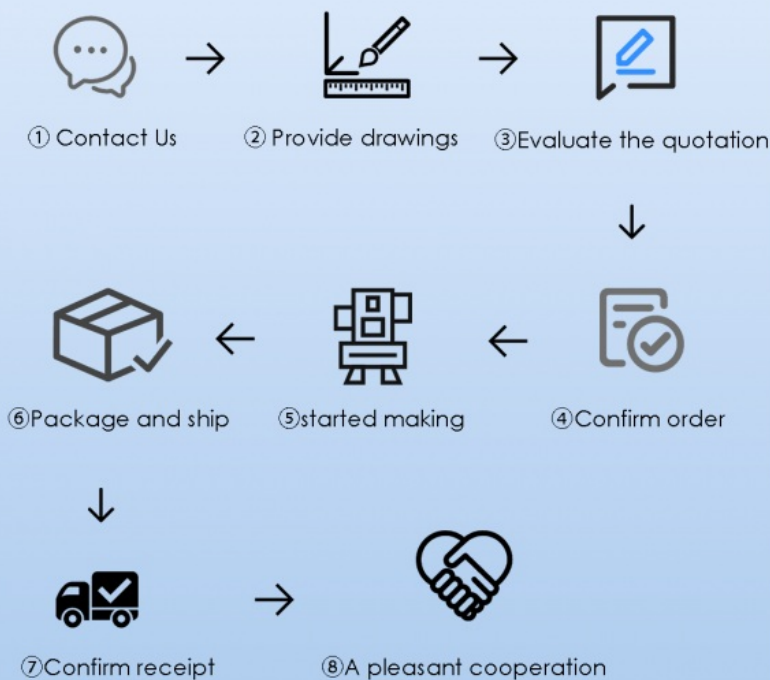 ① Contact Us
② Provide drawings
③Evaluate the quotation
④Confirm order
⑤started making
⑥Package and ship
⑦Confirm receipt
⑧A pleasant cooperation